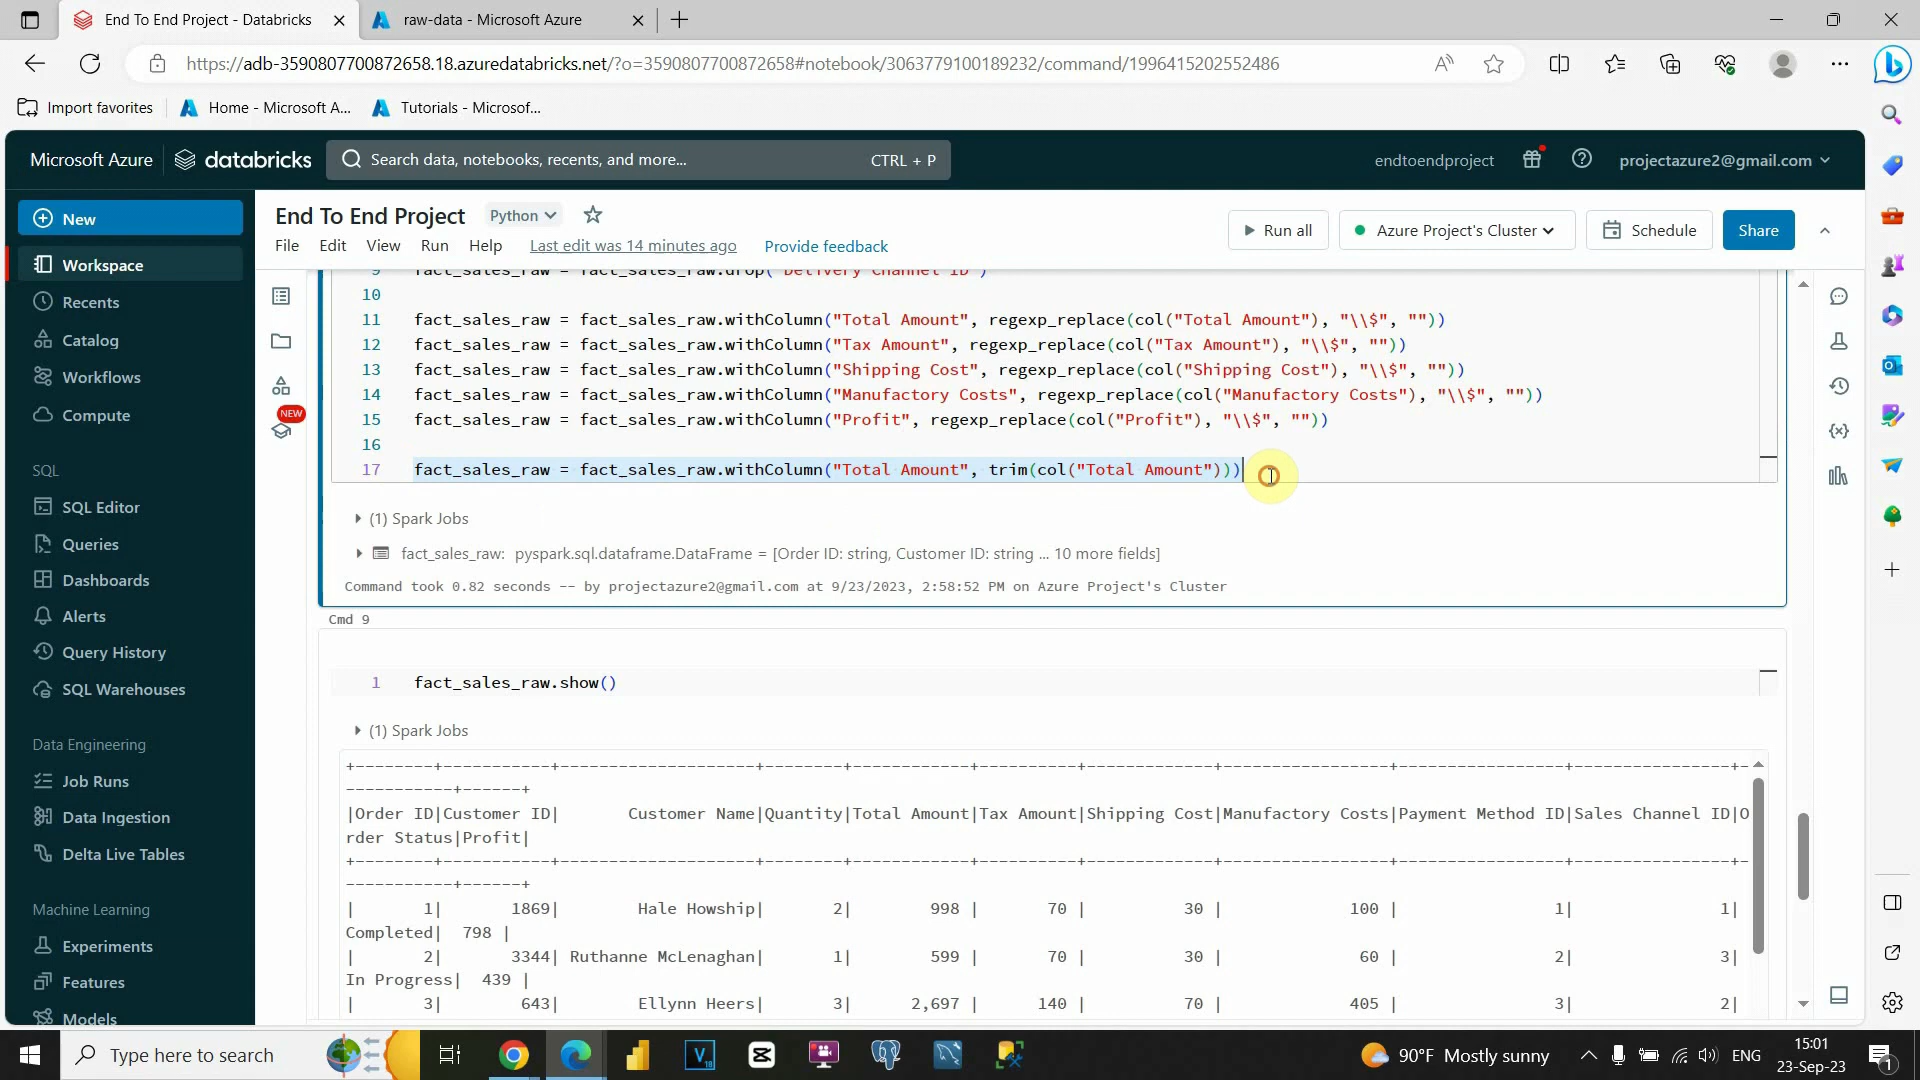 End To End Project - Databricks
raw-data - Microsoft Azure
https://adb-3590807700872658.18.azuredatabricks.net/?o=3590807700872658#notebook/3063779100189232/command/1996415202552486
Import favorites
Home - Microsoft A...
Tutorials - Microsof...
Microsoft Azure
databricks
Search data, notebooks, recents, and more...
CTRL + P
endtoendproject
projectazure2@gmail.com
New
Workspace
Recents
Catalog
Workflows
Compute
SQL
SQL Editor
Queries
Dashboards
Alerts
Query History
SQL Warehouses
Data Engineering
Job Runs
Data Ingestion
Delta Live Tables
Machine Learning
Experiments
Features
Models
End To End Project
Python
File Edit View Run Help Last edit was 14 minutes ago Provide feedback
Run all
Azure Project's Cluster
Schedule
Share
NEW
9 fact_sales_raw = fact_sales_raw.drop("Delivery Channel ID")
10
11 fact_sales_raw = fact_sales_raw.withColumn("Total Amount", regexp_replace(col("Total Amount"), "\\$", ""))
12 fact_sales_raw = fact_sales_raw.withColumn("Tax Amount", regexp_replace(col("Tax Amount"), "\\$", ""))
13 fact_sales_raw = fact_sales_raw.withColumn("Shipping Cost", regexp_replace(col("Shipping Cost"), "\\$", ""))
14 fact_sales_raw = fact_sales_raw.withColumn("Manufactory Costs", regexp_replace(col("Manufactory Costs"), "\\$", ""))
15 fact_sales_raw = fact_sales_raw.withColumn("Profit", regexp_replace(col("Profit"), "\\$", ""))
16
17 fact_sales_raw = fact_sales_raw.withColumn("Total Amount", trim(col("Total Amount")))
(1) Spark Jobs
fact_sales_raw: pyspark.sql.dataframe.DataFrame = [Order ID: string, Customer ID: string ... 10 more fields]
Command took 0.82 seconds -- by projectazure2@gmail.com at 9/23/2023, 2:58:52 PM on Azure Project's Cluster
Cmd 9
1 fact_sales_raw.show()
(1) Spark Jobs
+--------+-----------+--------------------+--------+------------+----------+-------------+-----------------+-----------------+----------------+-
-----------+------+
|Order ID|Customer ID| Customer Name|Quantity|Total Amount|Tax Amount|Shipping Cost|Manufactory Costs|Payment Method ID|Sales Channel ID|O
rder Status|Profit|
+--------+-----------+--------------------+--------+------------+----------+-------------+-----------------+-----------------+----------------+-
-----------+------+
| 1| 1869| Hale Howship| 2| 998 | 70 | 30 | 100 | 1| 1|
Completed| 798 |
| 2| 3344| Ruthanne McLenaghan| 1| 599 | 70 | 30 | 60 | 2| 3|
In Progress| 439 |
| 3| 643| Ellynn Heers| 3| 2,697 | 140 | 70 | 405 | 3| 2|
Type here to search
90°F Mostly sunny
ENG
15:01
23-Sep-23
1